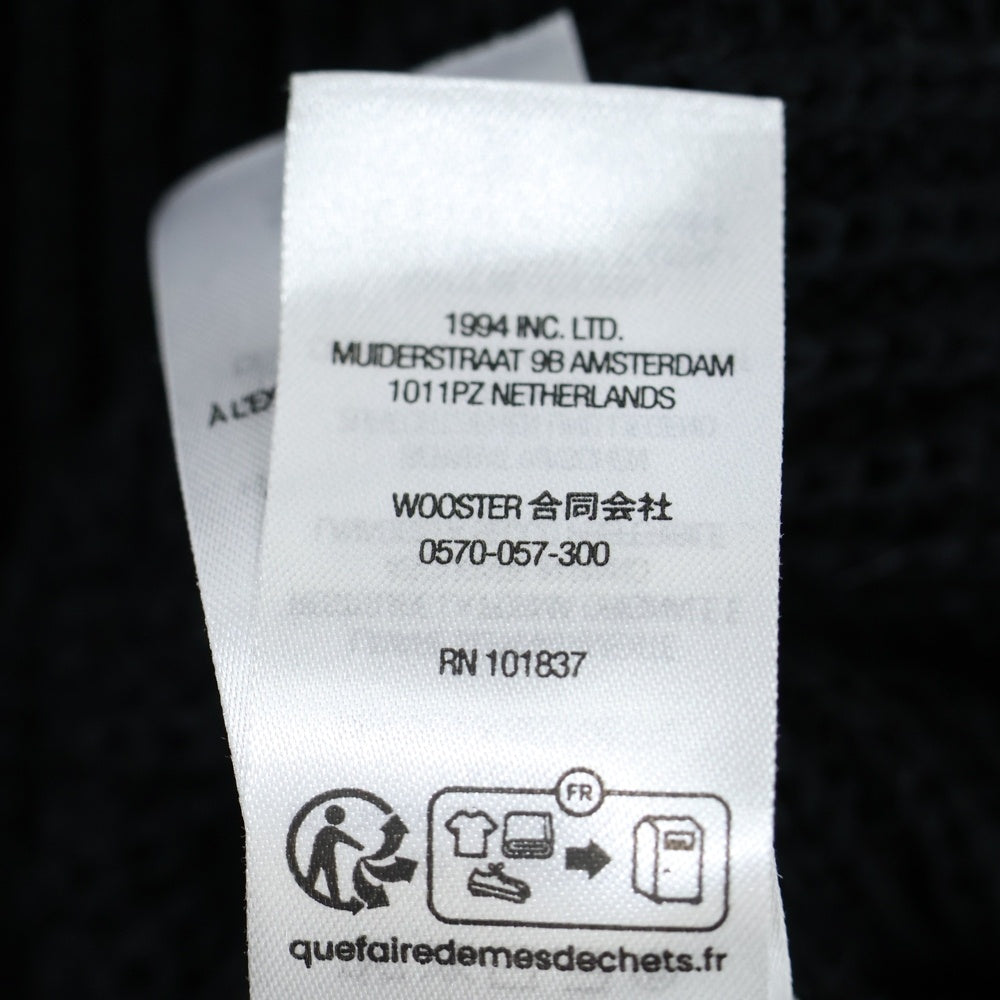 1994 INC. LTD.
MUIDERSTRAAT 9B AMSTERDAM
1011PZ NETHERLANDS
A L'EX
WOOSTER 合同会社
0570-057-300
RN 101837
FR
quefairedemesdechets.fr